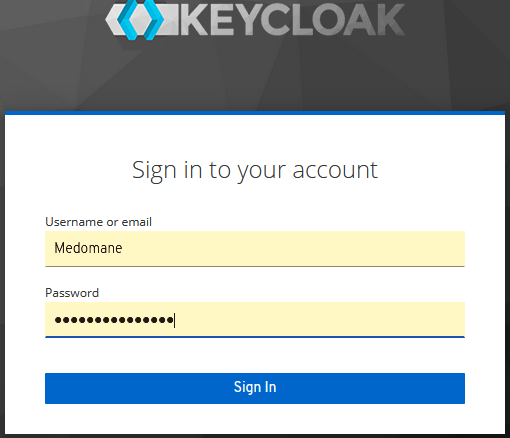 KEYCLOAK
Sign in to your account
Username or email
Medomane
Password
•••••••••••••••
Sign In